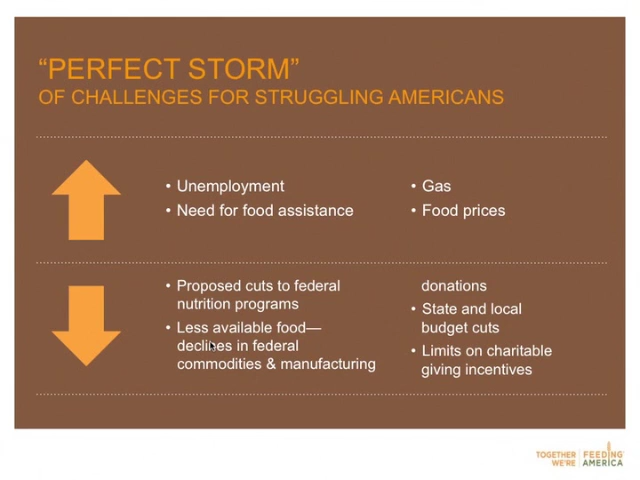 “PERFECT STORM”
OF CHALLENGES FOR STRUGGLING AMERICANS
• Unemployment
• Need for food assistance
• Gas
• Food prices
• Proposed cuts to federal
nutrition programs
• Less available food—
declines in federal
commodities & manufacturing
donations
• State and local
budget cuts
• Limits on charitable
giving incentives
TOGETHER
WE'RE
FEEDING
AMERICA